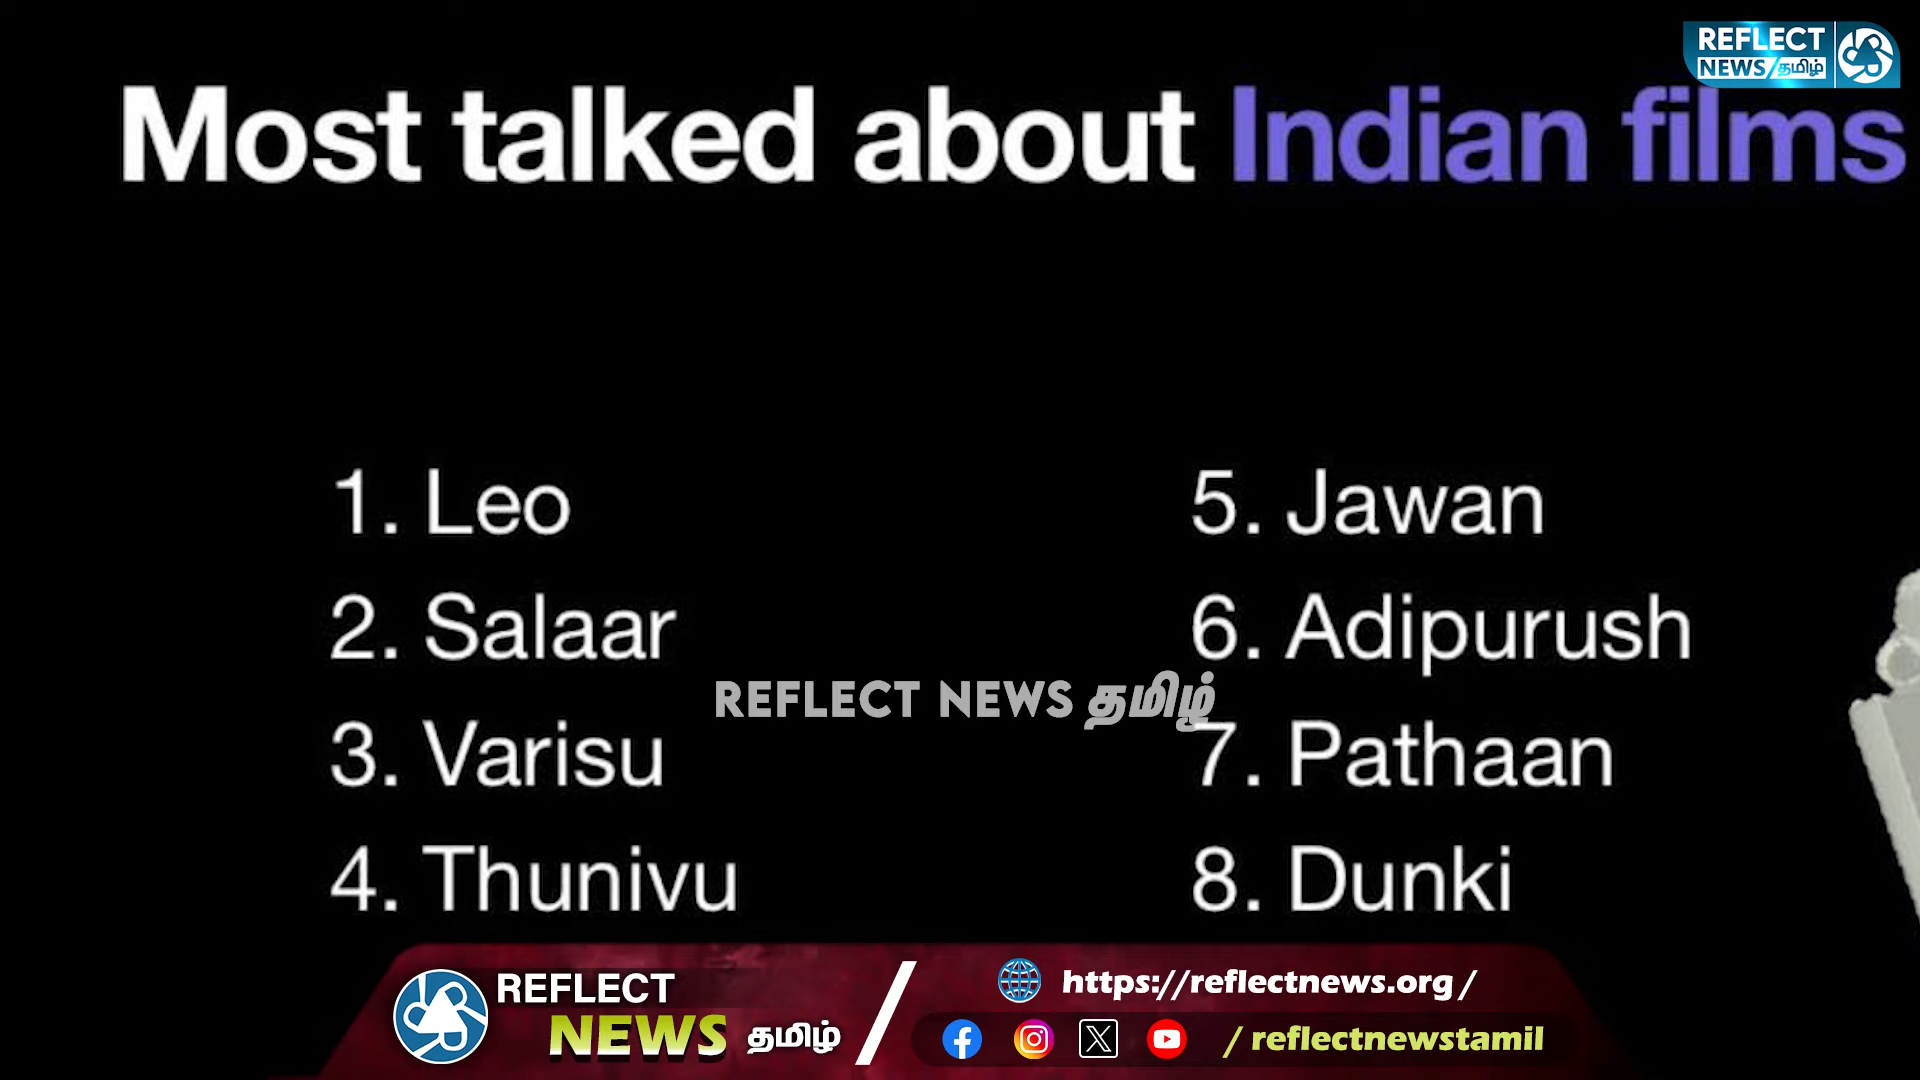 REFLECT
NEWS/தமிழ்
Most talked about Indian films
1. Leo
2. Salaar
3. Varisu
4. Thunivu
5. Jawan
6. Adipurush
7. Pathaan
8. Dunki
REFLECT NEWS தமிழ்
REFLECT
NEWS தமிழ்
https://reflectnews.org/
/ reflectnewstamil